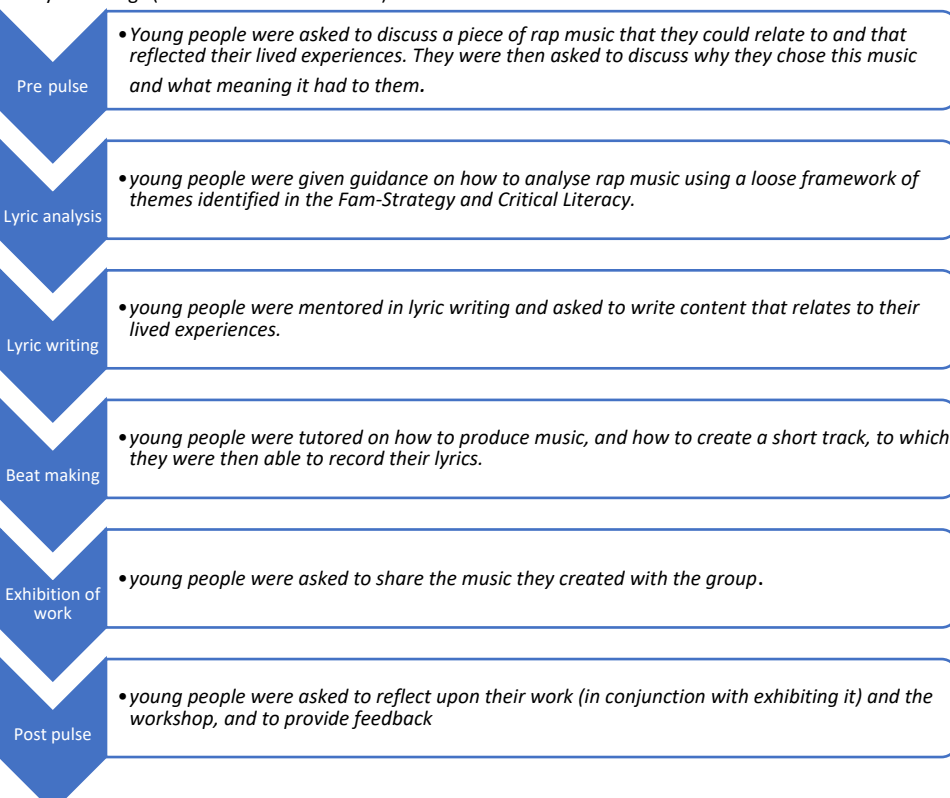 Pre pulse
•Young people were asked to discuss a piece of rap music that they could relate to and that
reflected their lived experiences. They were then asked to discuss why they chose this music
and what meaning it had to them.
Lyric analysis
•young people were given guidance on how to analyse rap music using a loose framework of
themes identified in the Fam-Strategy and Critical Literacy.
Lyric writing
•young people were mentored in lyric writing and asked to write content that relates to their
lived experiences.
Beat making
•young people were tutored on how to produce music, and how to create a short track, to which
they were then able to record their lyrics.
Exhibition of
work
•young people were asked to share the music they created with the group.
Post pulse
•young people were asked to reflect upon their work (in conjunction with exhibiting it) and the
workshop, and to provide feedback